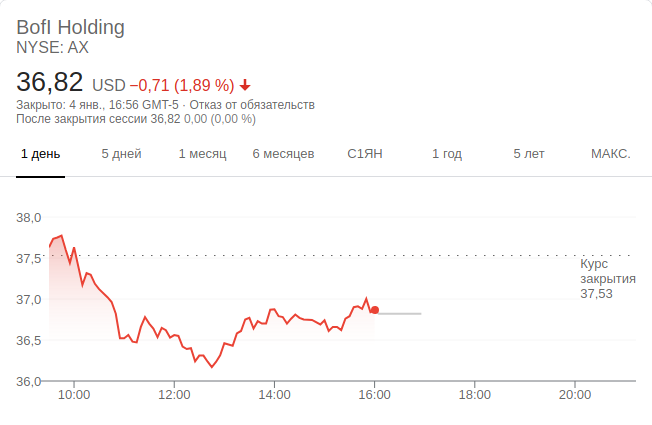 BofI Holding
NYSE: AX
36,82 USD −0,71 (1,89 %)
Закрыто: 4 янв., 16:56 GMT-5 · Отказ от обязательств
После закрытия сессии 36,82 0,00 (0,00 %)
1 день 5 дней 1 месяц 6 месяцев С1ЯН 1 год 5 лет МАКС.
38,0
37,5
Курс
закрытия
37,53
37,0
36,5
36,0
10:00 12:00 14:00 16:00 18:00 20:00